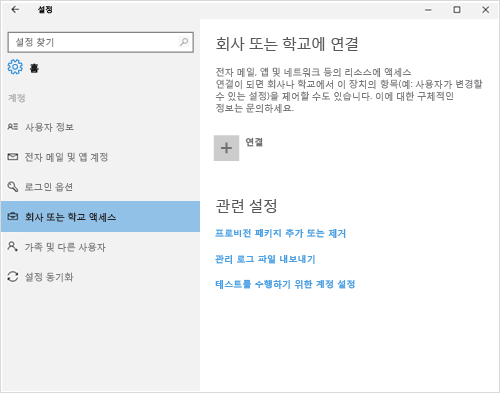 설정
설정 찾기
홈
계정
사용자 정보
전자 메일 및 앱 계정
로그인 옵션
회사 또는 학교 액세스
가족 및 다른 사용자
설정 동기화
회사 또는 학교에 연결
전자 메일, 앱 및 네트워크 등의 리소스에 액세스
연결이 되면 회사나 학교에서 이 장치의 항목(예: 사용자가 변경할
수 있는 설정)을 제어할 수도 있습니다. 이에 대한 구체적인
정보는 문의하세요.
연결
관련 설정
프로비전 패키지 추가 또는 제거
관리 로그 파일 내보내기
테스트를 수행하기 위한 계정 설정